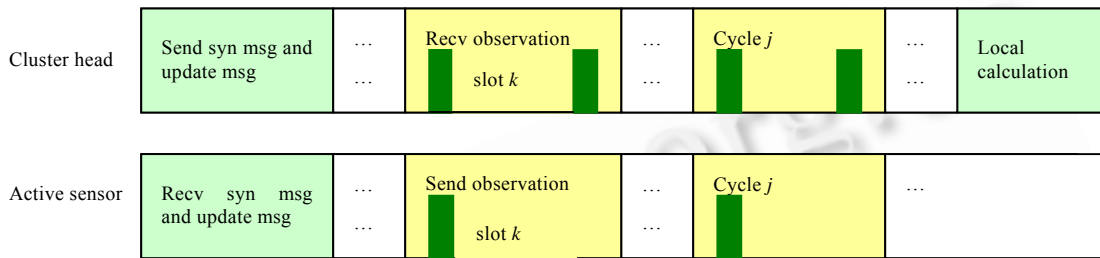 Cluster head
Send syn msg and
update msg
…
…
Recv observation
slot k
…
…
Cycle j
…
…
Local
calculation
Active sensor
Recv syn msg
and update msg
…
…
Send observation
slot k
…
…
Cycle j
…